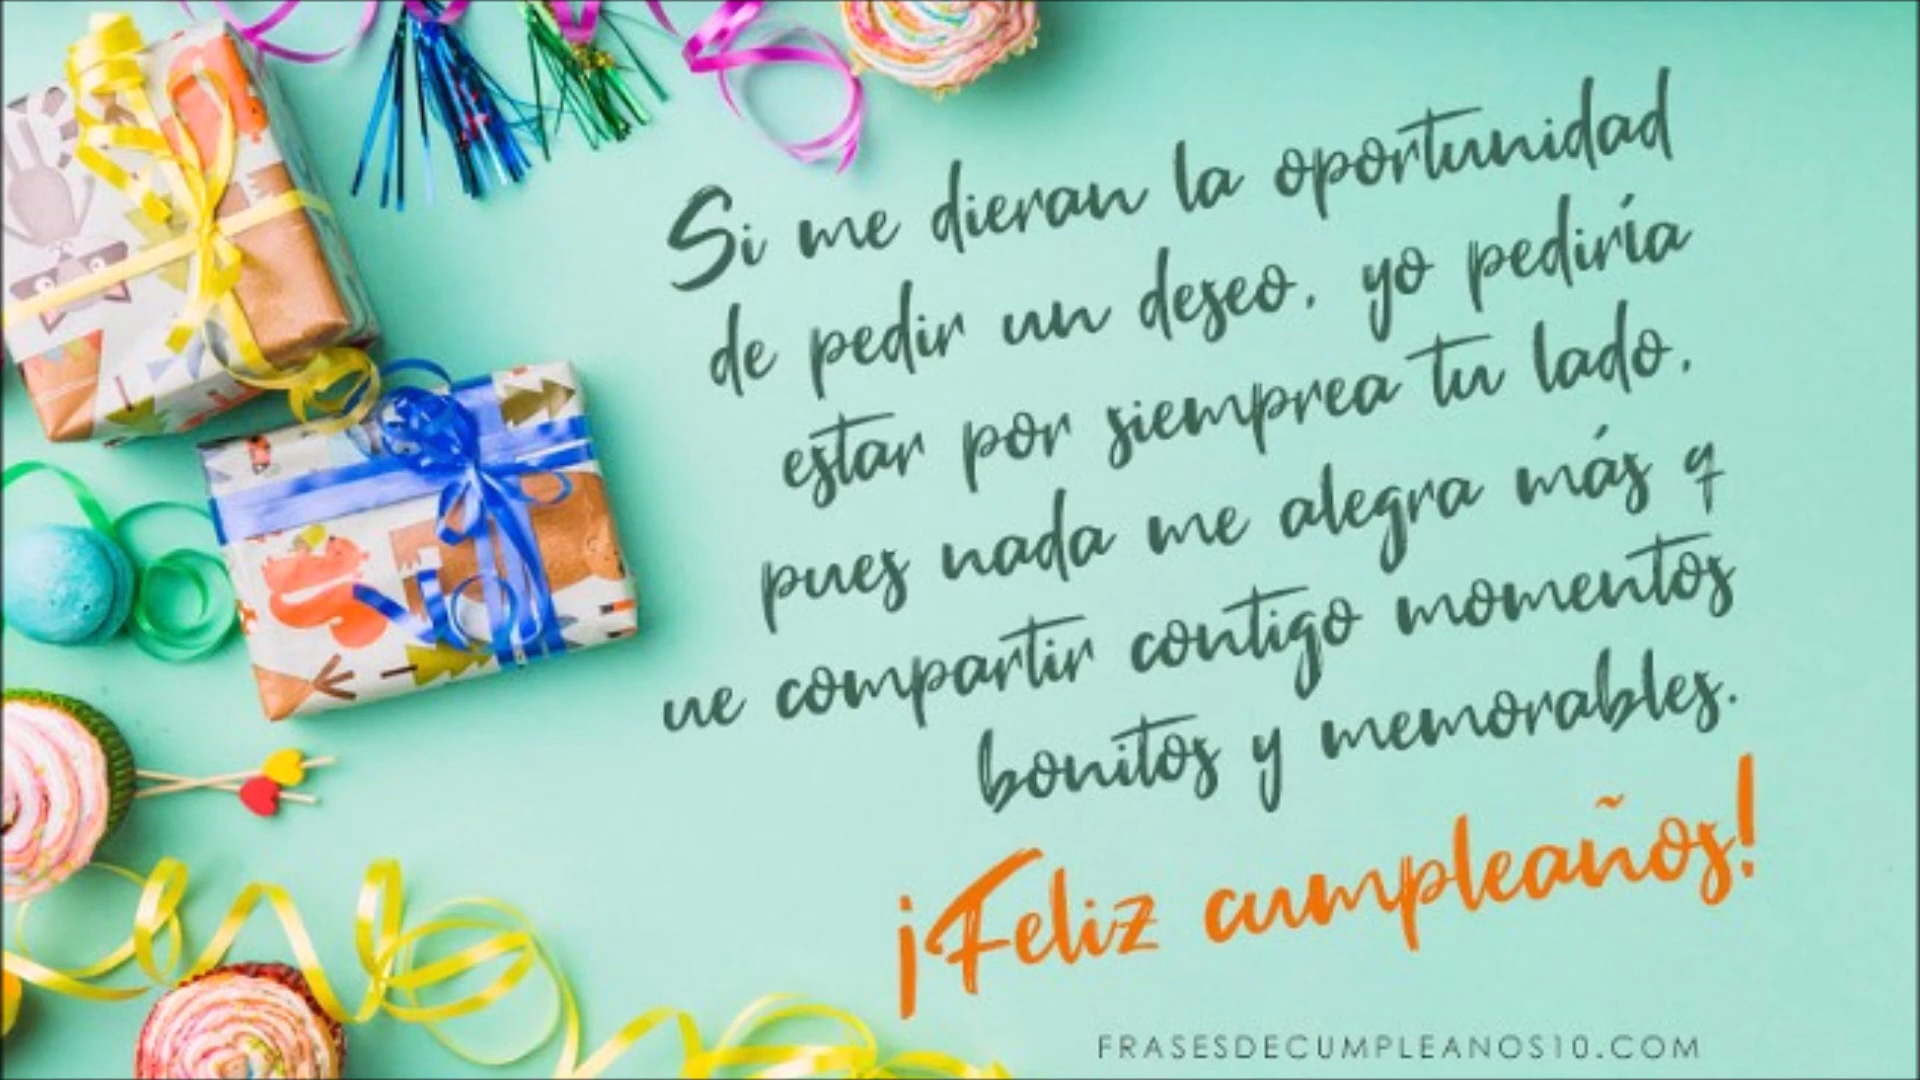 Si me dieran la oportunidad
de pedir un deseo, yo pediría
estar por siemprea tu lado,
pues nada me alegra más q
ue compartir contigo momentos
bonitos y memorables.
¡Feliz cumpleaños!
FRASESDECUMPLEANOS10.COM